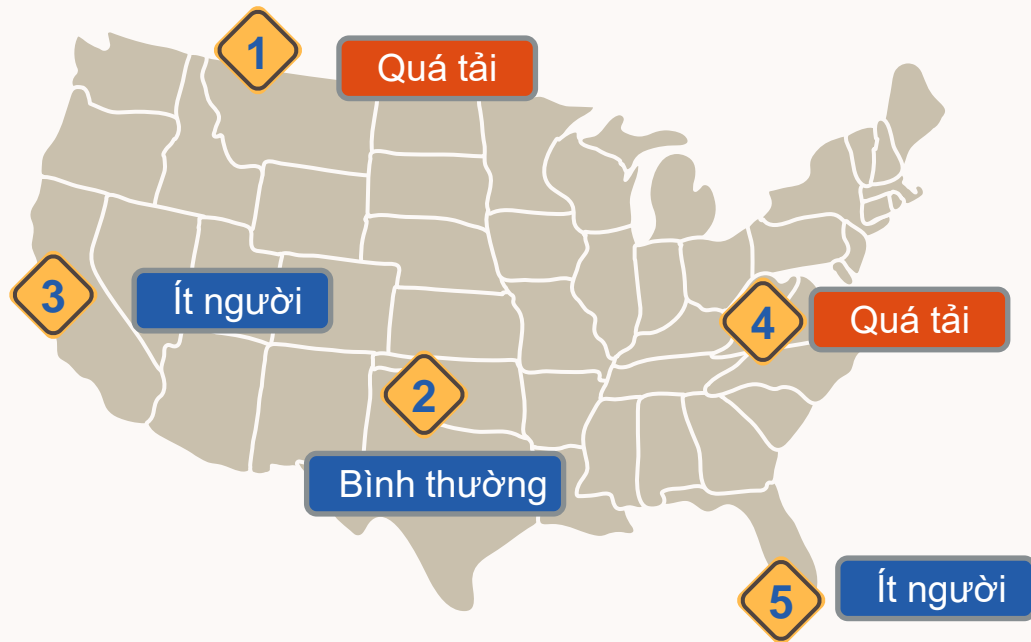 1
Quá tải
3
Ít người
4
Quá tải
2
Bình thường
5
Ít người